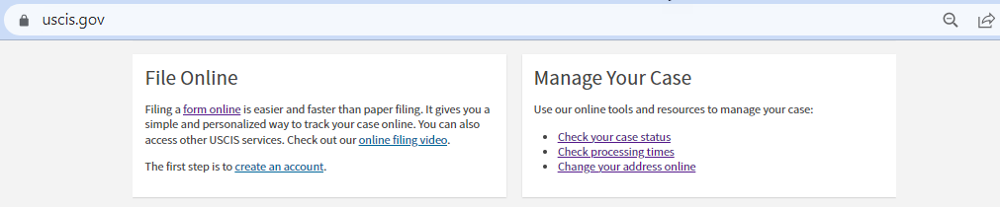 uscis.gov
File Online
Filing a form online is easier and faster than paper filing. It gives you a
simple and personalized way to track your case online. You can also
access other USCIS services. Check out our online filing video.
The first step is to create an account.
Manage Your Case
Use our online tools and resources to manage your case:
• Check your case status
• Check processing times
• Change your address online